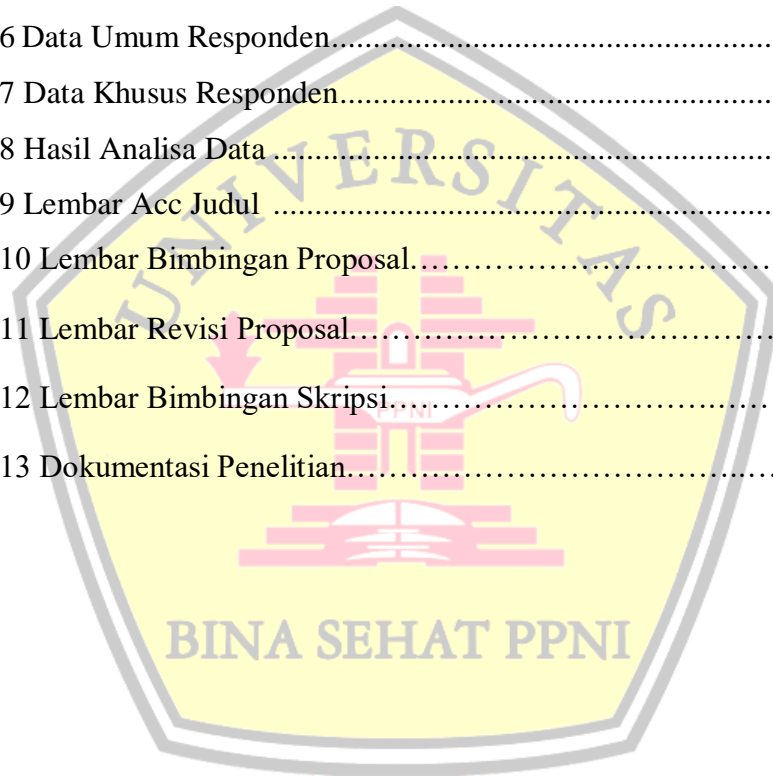 6 Data Umum Responden.....................................................
7 Data Khusus Responden....................................................
8 Hasil Analisa Data ............................................................
9 Lembar Acc Judul ............................................................
10 Lembar Bimbingan Proposal……………………………
11 Lembar Revisi Proposal…………………………………
12 Lembar Bimbingan Skripsi…………………………..……
13 Dokumentasi Penelitian………………………………..…
UNIVERSITAS
PPNI
BINA SEHAT PPNI